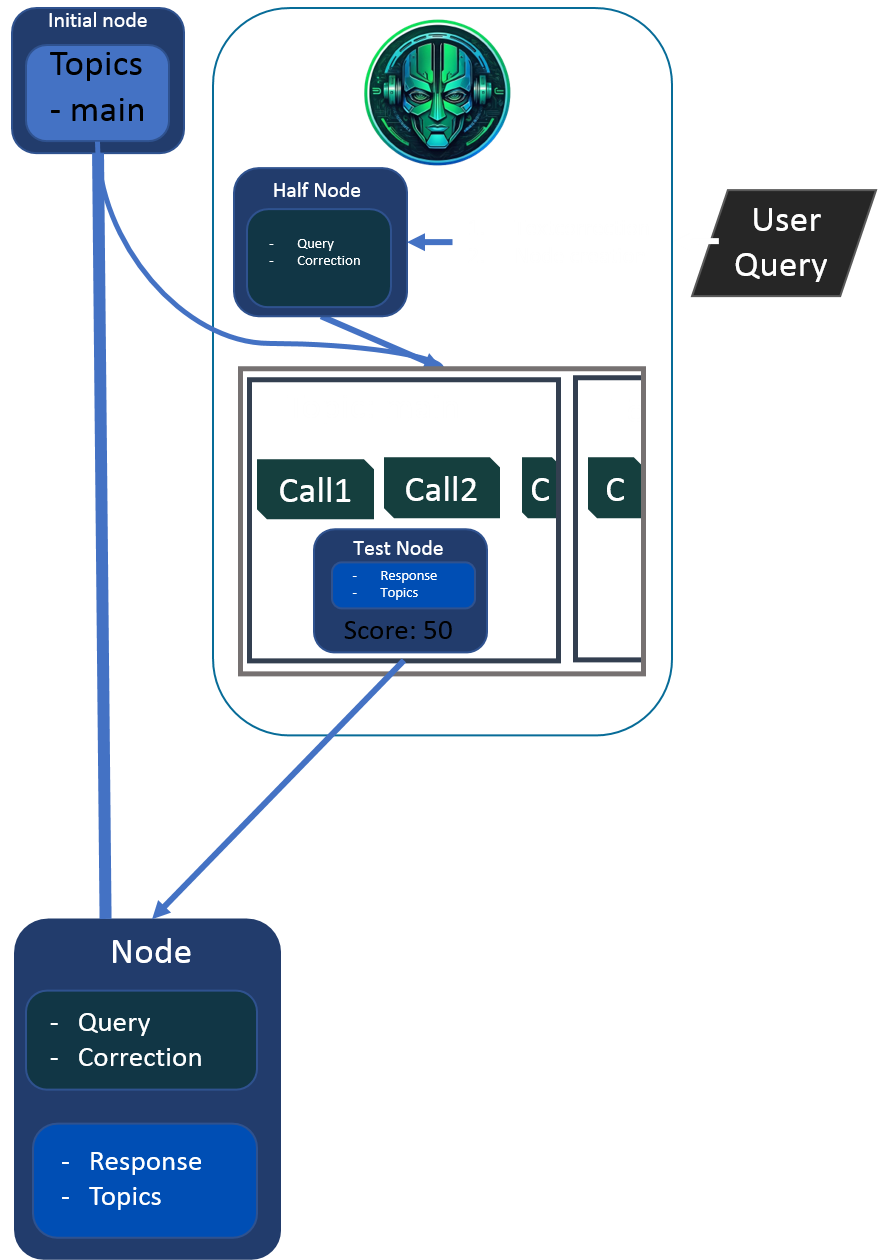 Initial node
Topics
- main
Half Node
- Query
- Correction
User
Query
Call1
Call2
C
C
Test Node
- Response
- Topics
Score: 50
Node
- Query
- Correction
- Response
- Topics